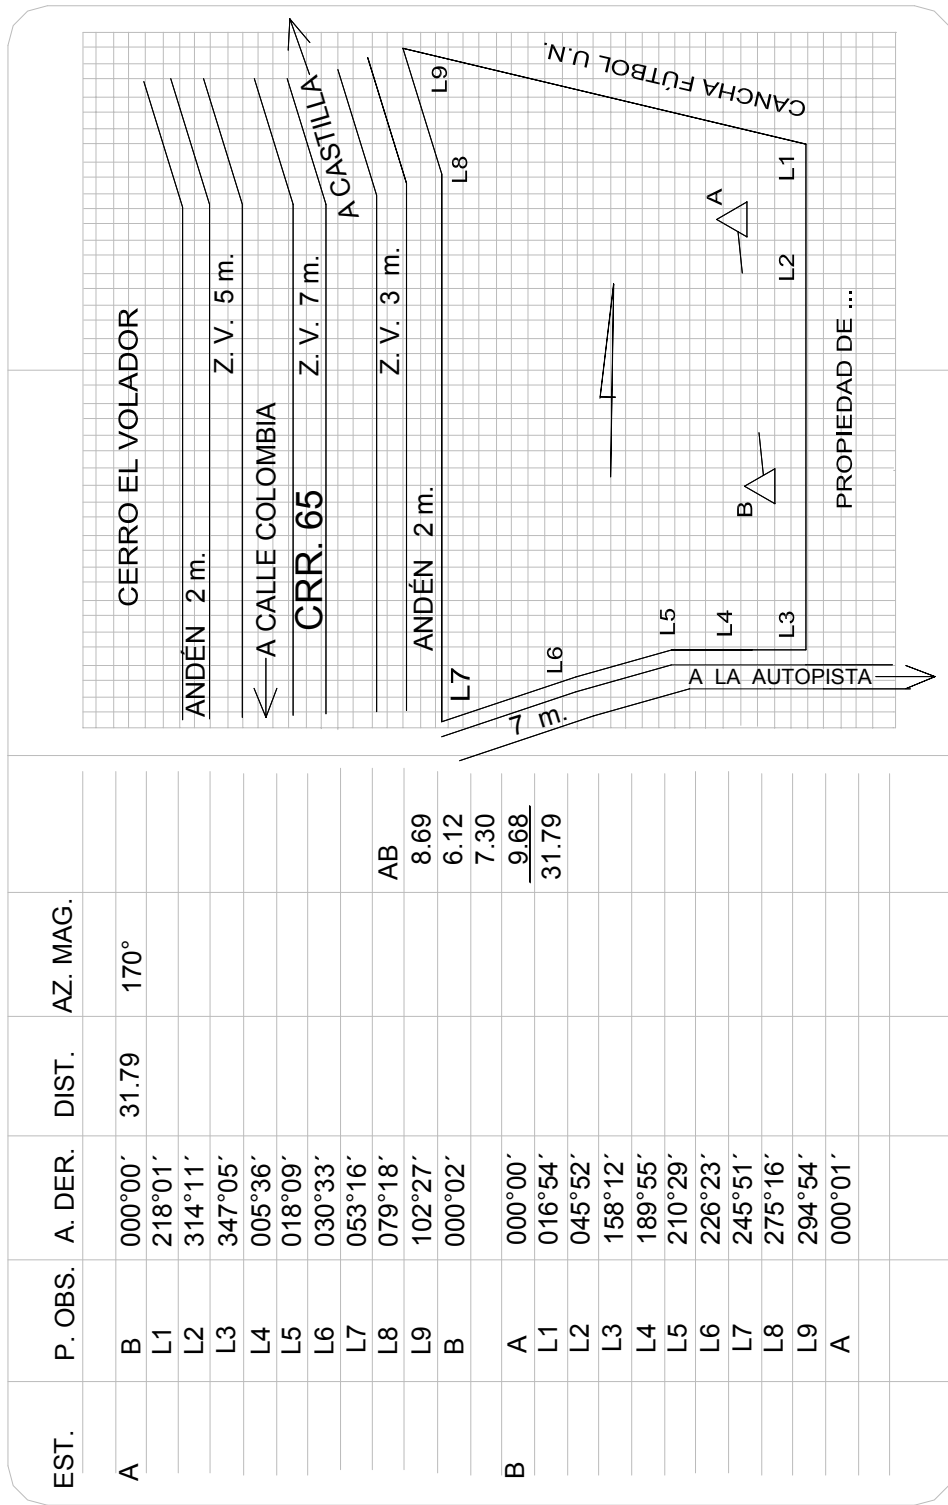 EST. P. OBS. A. DER. DIST. AZ. MAG.
A B 000°00´ 31.79 170°
L1 218°01´
L2 314°11´
L3 347°05´
L4 005°36´
L5 018°09´
L6 030°33´
L7 053°16´
L8 079°18´
L9 102°27´
B 000°02´
B A 000°00´
L1 016°54´
L2 045°52´
L3 158°12´
L4 189°55´
L5 210°29´
L6 226°23´
L7 245°51´
L8 275°16´
L9 294°54´
A 000°01´
AB
8.69
6.12
7.30
9.68
31.79
CERRO EL VOLADOR
ANDÉN 2 m.
Z. V. 5 m.
A CALLE COLOMBIA
CRR. 65
Z. V. 7 m.
A CASTILLA
Z. V. 3 m.
ANDÉN 2 m.
L7
L8
L9
CANCHA FÚTBOL U.N.
7 m.
L6
L5
L4
L3
A LA AUTOPISTA
B
A
L2
L1
PROPIEDAD DE ...